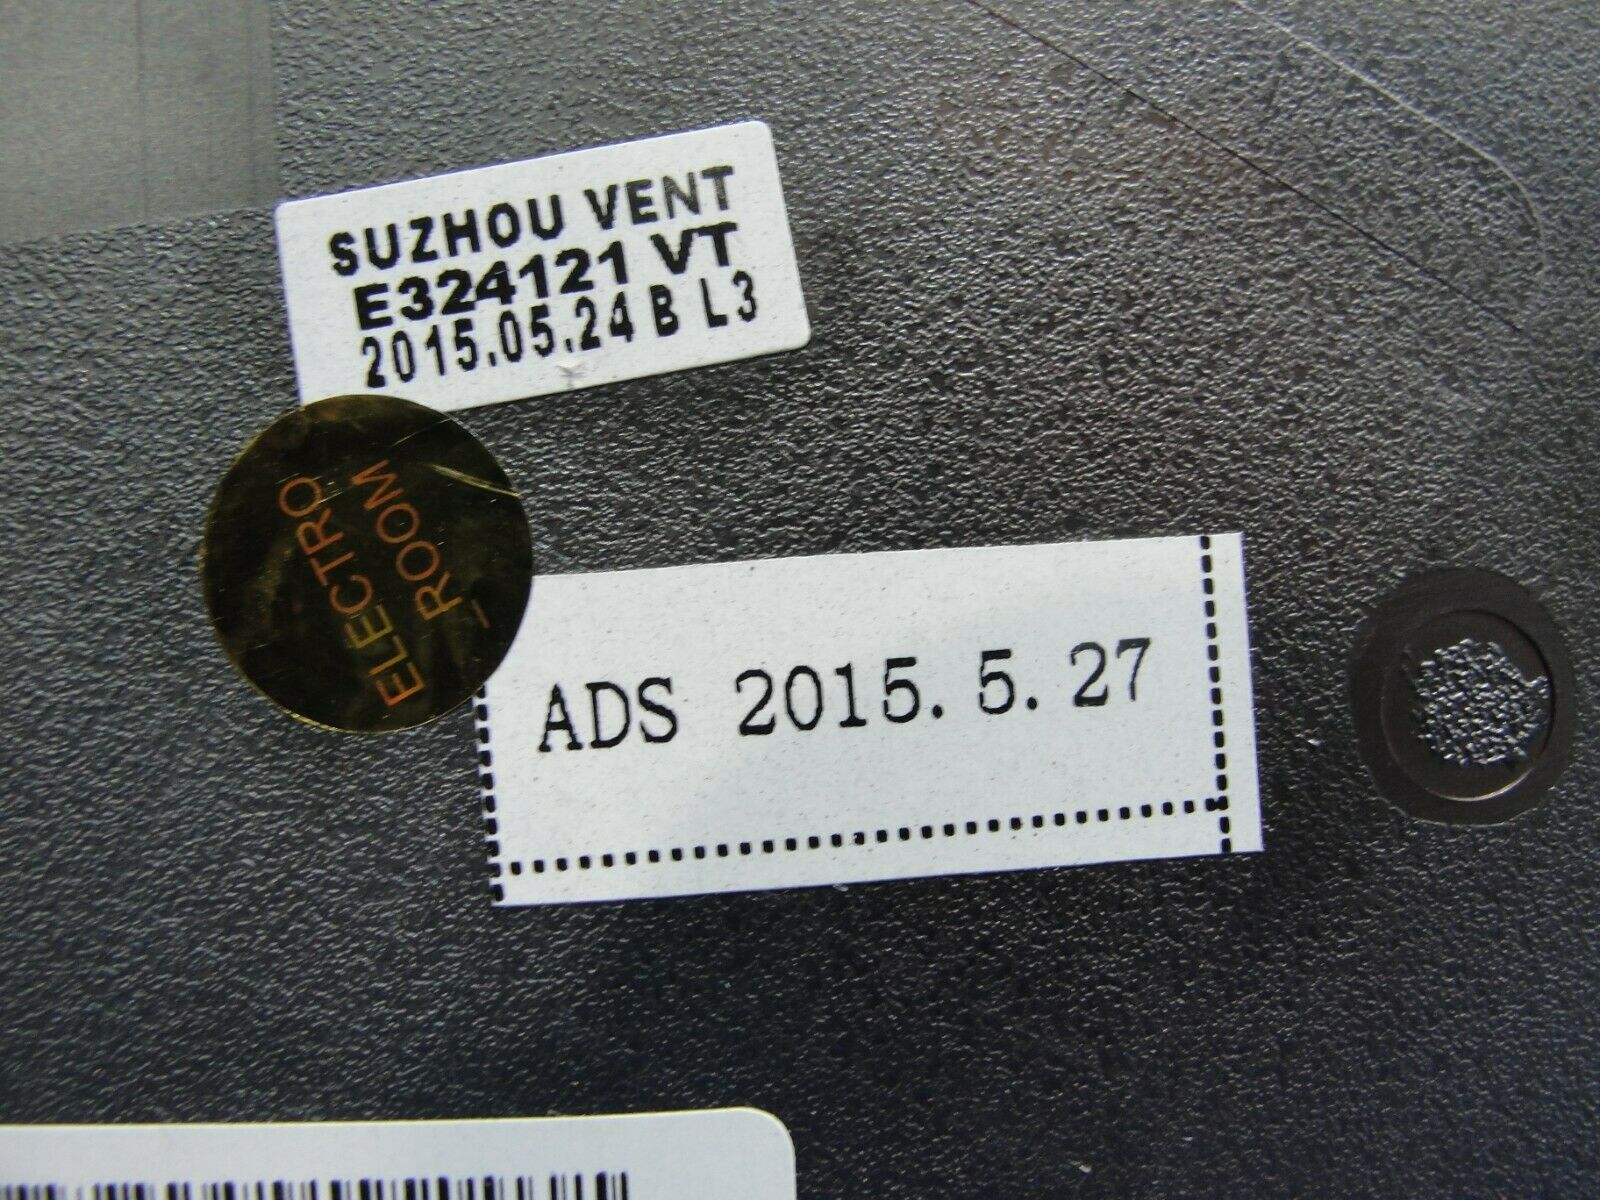 SUZHOU VENT
E324121 VT
2015.05.24 B L3
ELECTRO
ROOM
ADS 2015. 5. 27